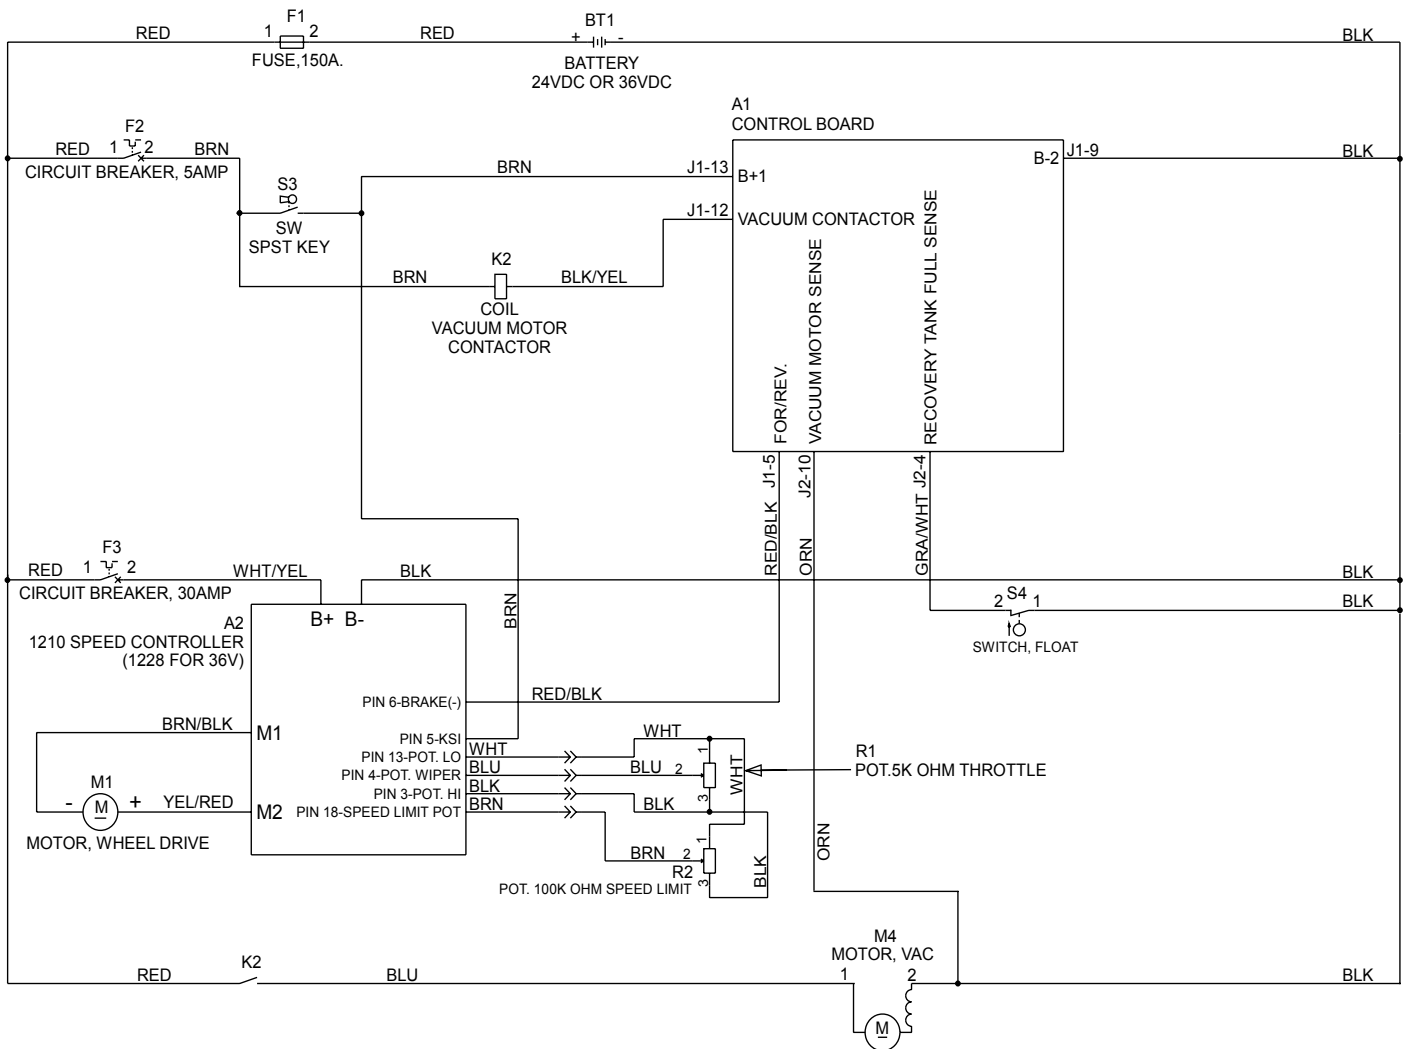 F1
RED 1 2 RED
FUSE,150A.
BT1
+ -
BATTERY
24VDC OR 36VDC
BLK
A1
CONTROL BOARD
F2
RED 1 2 BRN
CIRCUIT BREAKER, 5AMP
S3
SW
SPST KEY
BRN
J1-13
B+1
J1-12
VACUUM CONTACTOR
B-2
J1-9
BLK
K2
BRN
BLK/YEL
COIL
VACUUM MOTOR
CONTACTOR
FOR/REV.
VACUUM MOTOR SENSE
RECOVERY TANK FULL SENSE
J1-5
J2-10
J2-4
RED/BLK
ORN
GRA/WHT
F3
RED 1 2
WHT/YEL
CIRCUIT BREAKER, 30AMP
BLK
BLK
BRN
2 S4 1
BLK
SWITCH, FLOAT
A2
1210 SPEED CONTROLLER
(1228 FOR 36V)
B+ B-
PIN 6-BRAKE(-)
RED/BLK
BRN/BLK
M1
PIN 5-KSI
PIN 13-POT. LO
WHT
PIN 4-POT. WIPER
BLU
PIN 3-POT. HI
BLK
PIN 18-SPEED LIMIT POT
BRN
WHT
1
BLU 2
3
WHT
BLK
R1
POT.5K OHM THROTTLE
M1
- M +
YEL/RED
M2
MOTOR, WHEEL DRIVE
1
BRN 2
R2
3
BLK
POT. 100K OHM SPEED LIMIT
ORN
M4
MOTOR, VAC
RED
K2
BLU
1 2
BLK
M